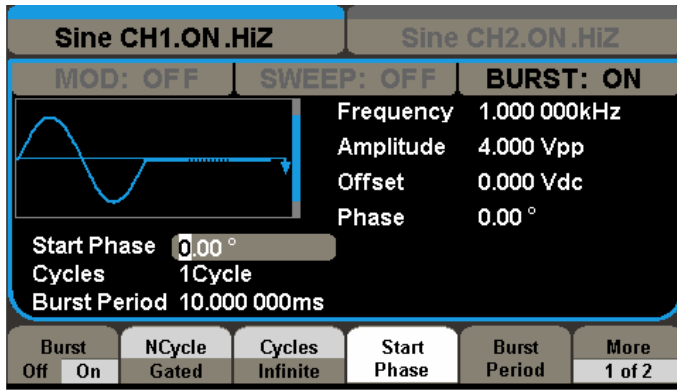 Sine CH1.ON.HiZ Sine CH2.ON.HiZ
MOD: OFF SWEEP: OFF BURST: ON
Frequency 1.000 000kHz
Amplitude 4.000 Vpp
Offset 0.000 Vdc
Phase 0.00 °
Start Phase 0.00 °
Cycles 1Cycle
Burst Period 10.000 000ms
Burst NCycle Cycles Start Burst More
Off On Gated Infinite Phase Period 1 of 2